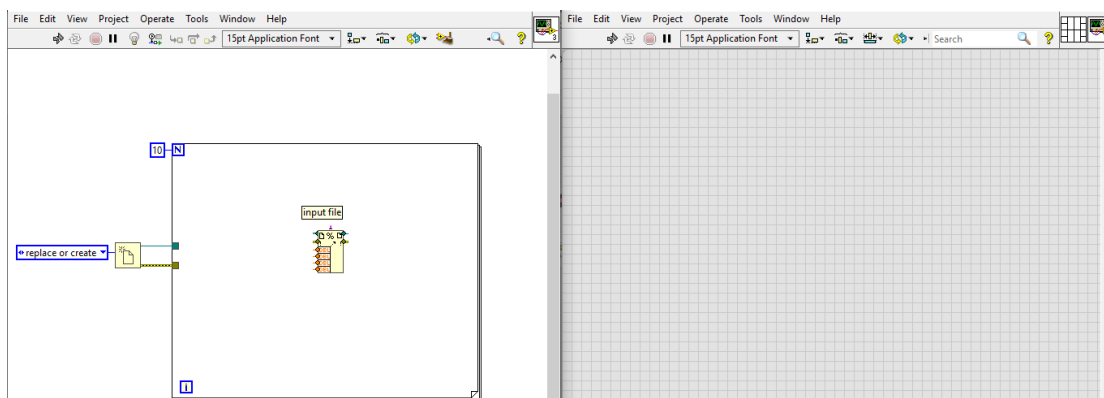 File Edit View Project Operate Tools Window Help
15pt Application Font
? 3
10 N
input file
%
replace or create
i
File Edit View Project Operate Tools Window Help
15pt Application Font Search ?